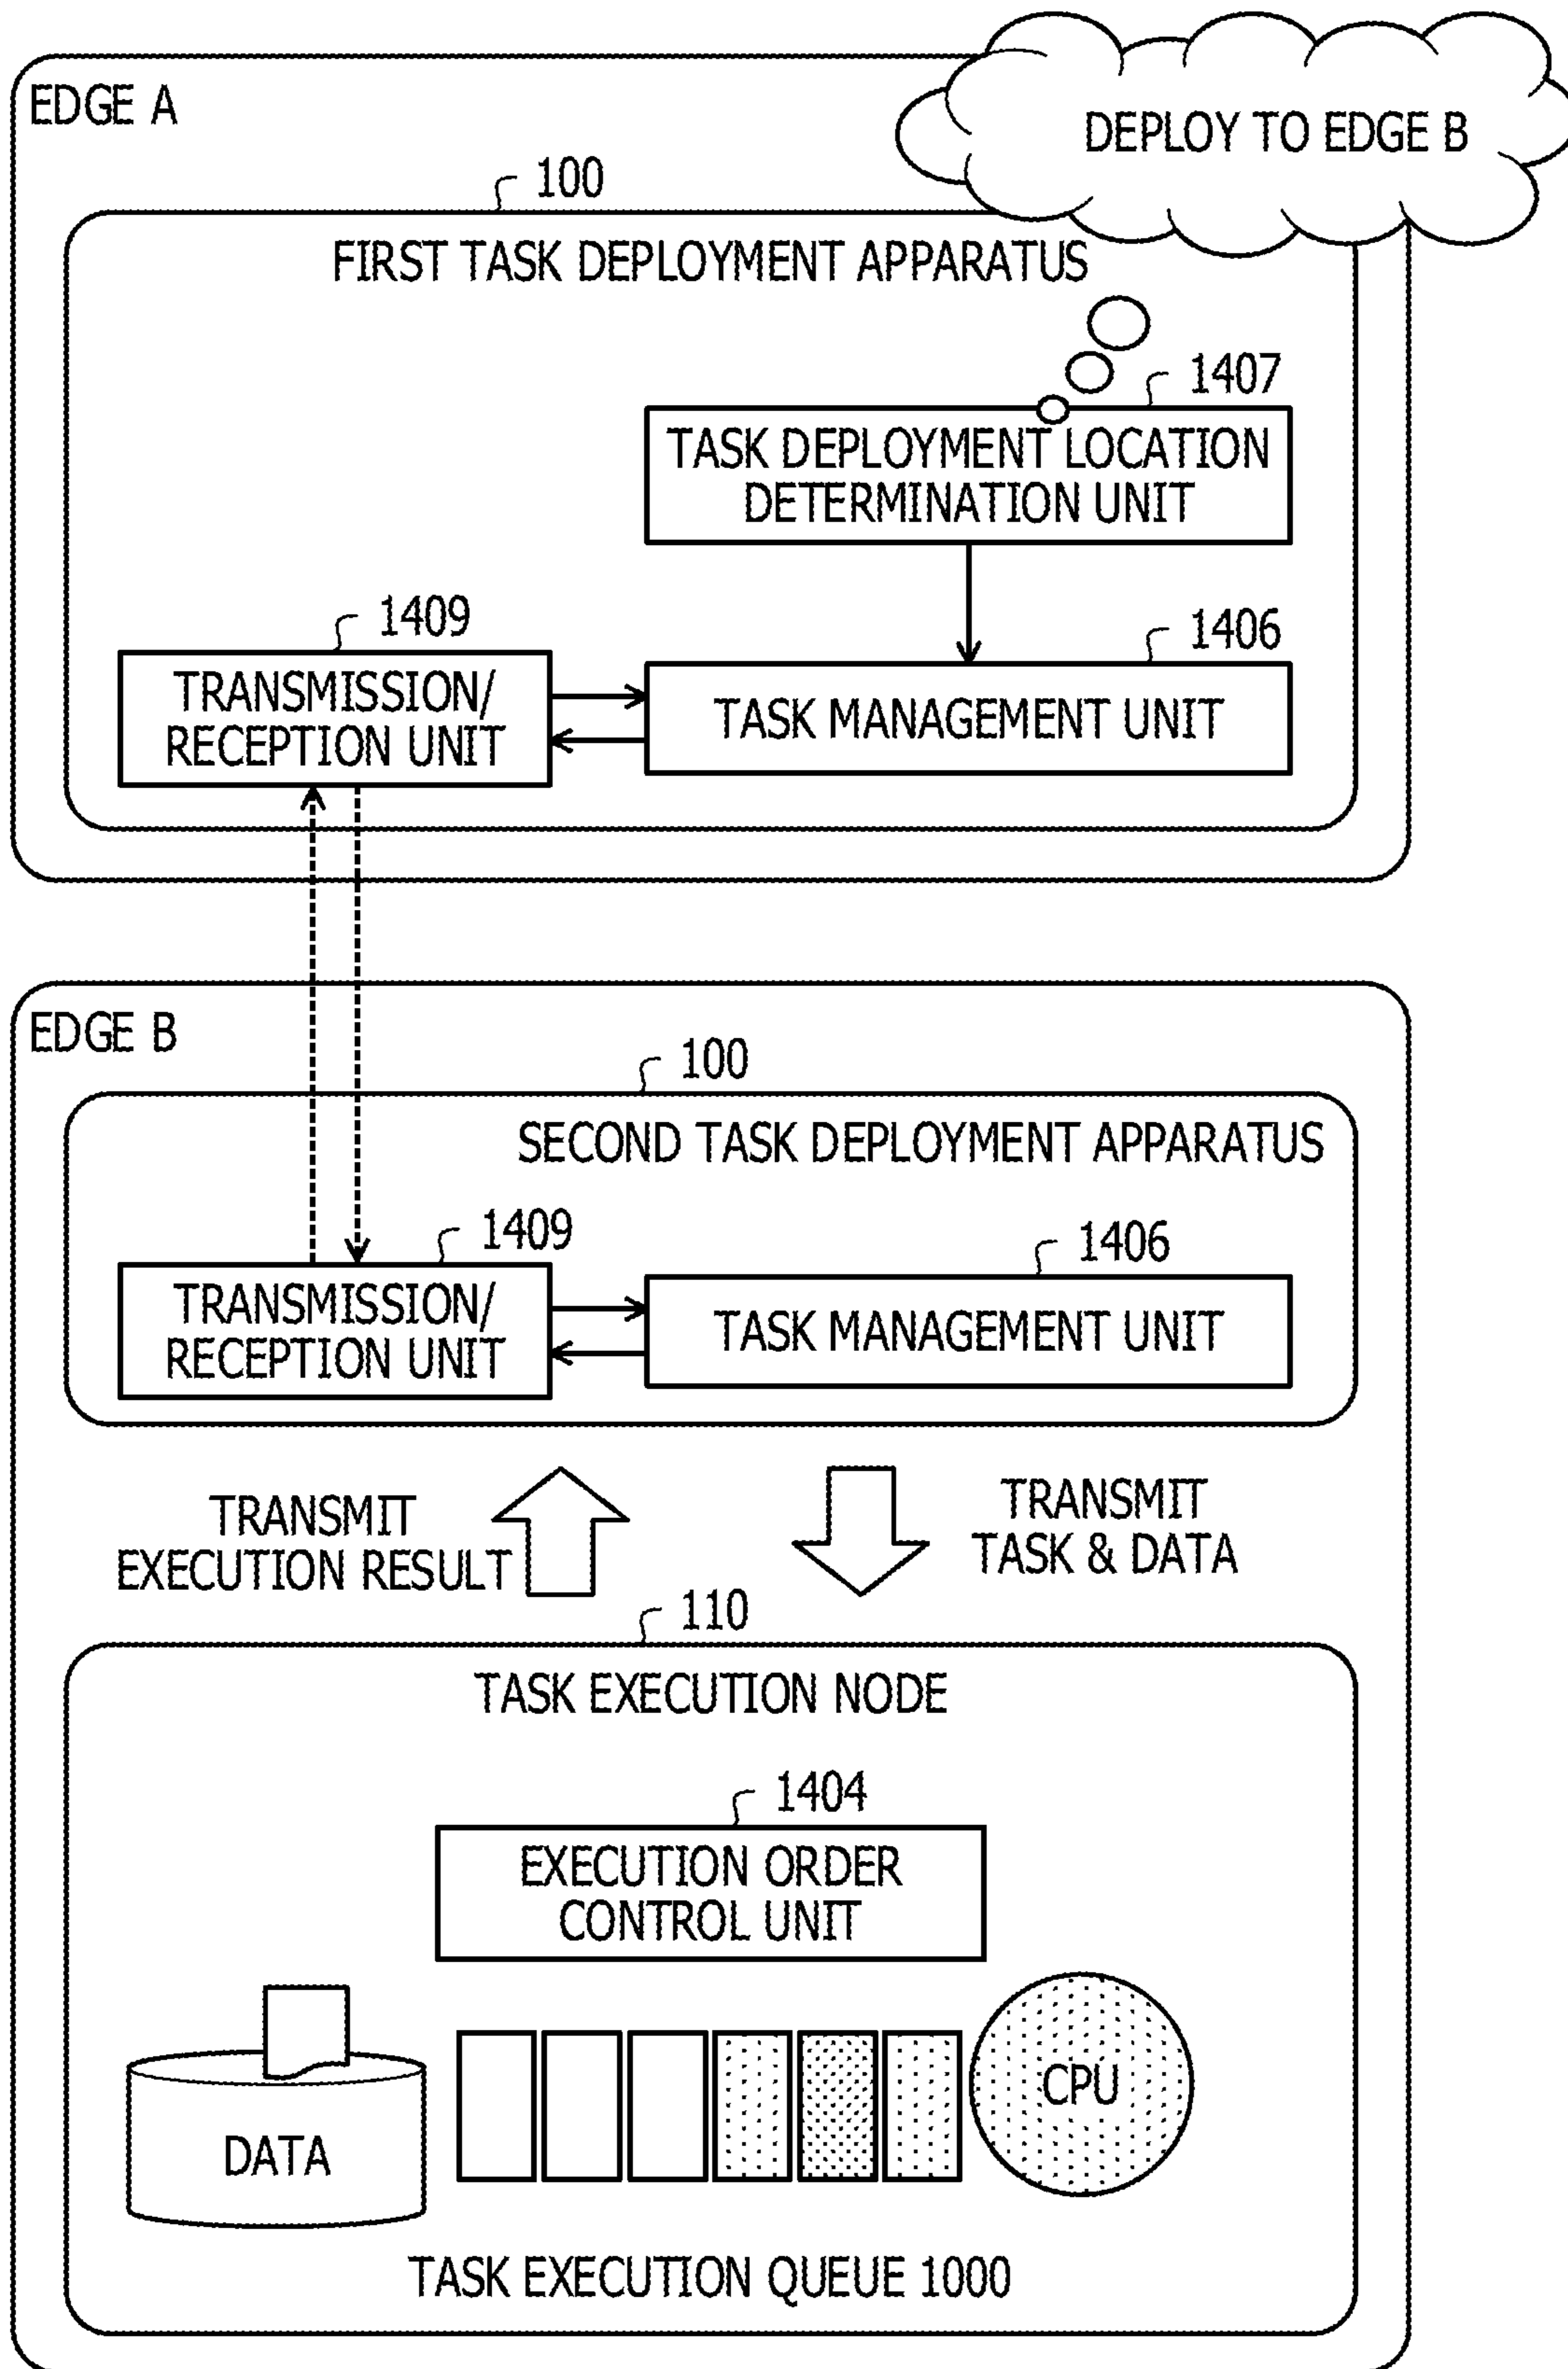 EDGE A
DEPLOY TO EDGE B
100
FIRST TASK DEPLOYMENT APPARATUS
1407
TASK DEPLOYMENT LOCATION
DETERMINATION UNIT
1409
TRANSMISSION/
RECEPTION UNIT
1406
TASK MANAGEMENT UNIT
EDGE B
100
SECOND TASK DEPLOYMENT APPARATUS
1409
TRANSMISSION/
RECEPTION UNIT
1406
TASK MANAGEMENT UNIT
TRANSMIT
EXECUTION RESULT
TRANSMIT
TASK & DATA
110
TASK EXECUTION NODE
1404
EXECUTION ORDER
CONTROL UNIT
DATA
CPU
TASK EXECUTION QUEUE 1000